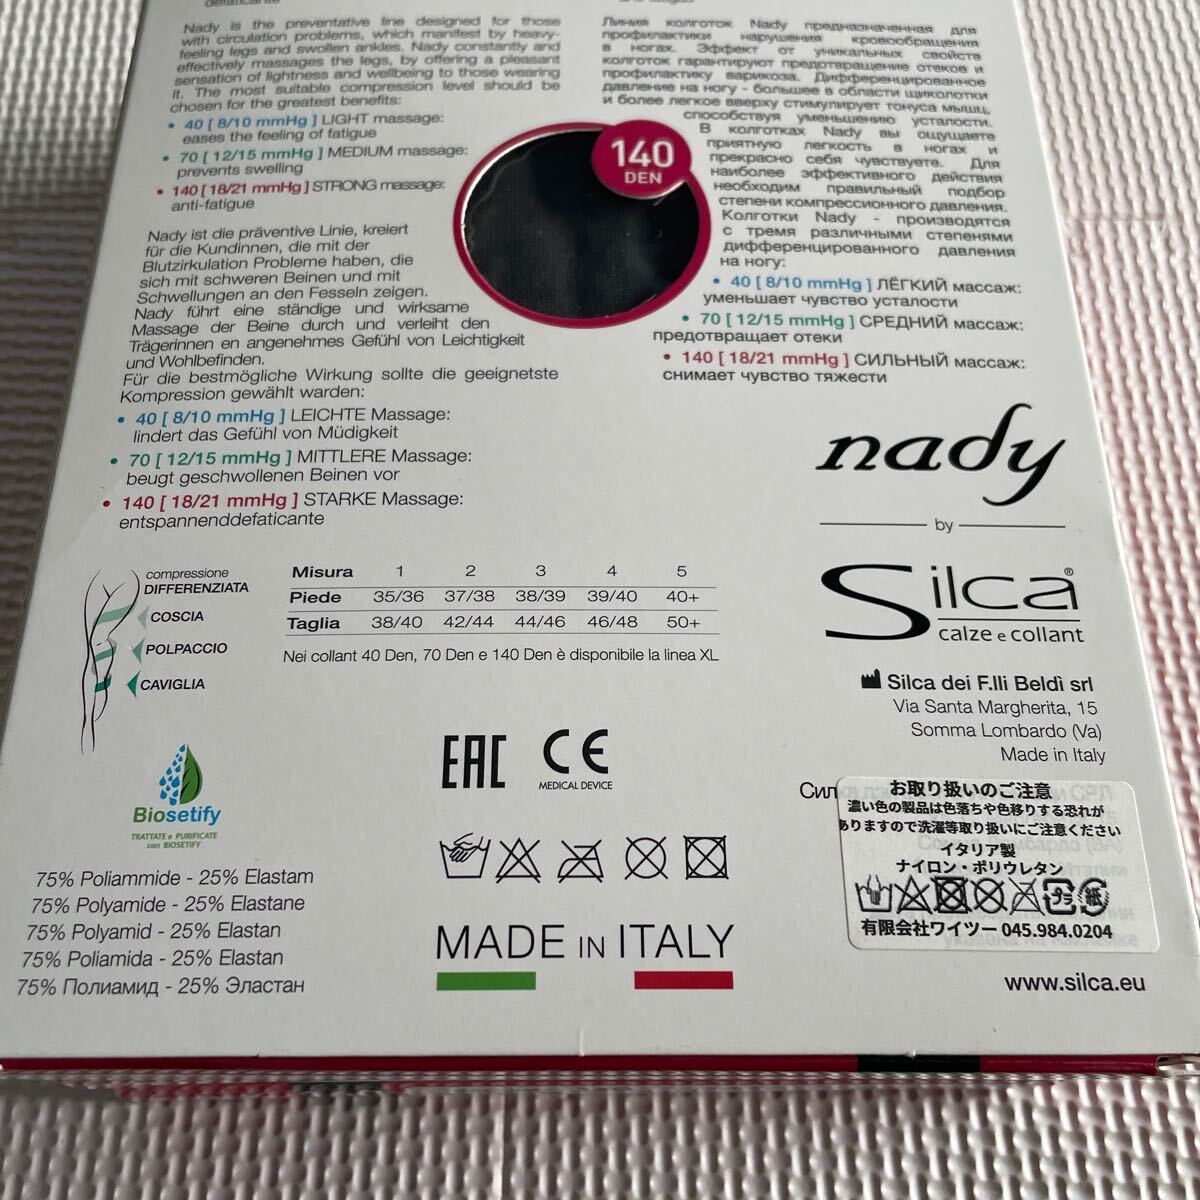 defaticante
Nady is the preventative line designed for those
with circulation problems, which manifest by heavy-
feeling legs and swollen ankles. Nady constantly and
effectively massages the legs, by offering a pleasant
sensation of lightness and wellbeing to those wearing
it. The most suitable compression level should be
chosen for the greatest benefits:
• 40 [ 8/10 mmHg ] LIGHT massage:
eases the feeling of fatigue
• 70 [ 12/15 mmHg ] MEDIUM massage:
prevents swelling
• 140 [ 18/21 mmHg ] STRONG massage:
anti-fatigue
Nady ist die präventive Linie, kreiert
für die Kundinnen, die mit der
Blutzirkulation Probleme haben, die
sich mit schweren Beinen und mit
Schwellungen an den Fesseln zeigen.
Nady führt eine ständige und wirksame
Massage der Beine durch und verleiht den
Trägerinnen en angenehmes Gefühl von Leichtigkeit
und Wohlbefinden.
Für die bestmögliche Wirkung sollte die geeignetste
Kompression gewählt warden:
• 40 [ 8/10 mmHg ] LEICHTE Massage:
lindert das Gefühl von Müdigkeit
• 70 [ 12/15 mmHg ] MITTLERE Massage:
beugt geschwollenen Beinen vor
• 140 [ 18/21 mmHg ] STARKE Massage:
entspannenddefaticante
140
DEN
Линия колготок Nady предназначенная для
профилактики нарушения кровообращения
в ногах. Эффект от уникальных свойств
колготок гарантируют предотвращение отеков и
профилактику варикоза. Дифференцированное
давление на ногу - большее в области щиколотки
и более легкое вверху стимулирует тонуса мышц,
способствуя уменьшению усталости.
В колготках Nady вы ощущаете
приятную легкость в ногах и
прекрасно себя чувствуете. Для
наиболее эффективного действия
необходим правильный подбор
степени компрессионного давления.
Колготки Nady - производятся
с тремя различными степенями
дифференцированного давления
на ногу:
• 40 [ 8/10 mmHg ] ЛЁГКИЙ массаж:
уменьшает чувство усталости
• 70 [ 12/15 mmHg ] СРЕДНИЙ массаж:
предотвращает отеки
• 140 [ 18/21 mmHg ] СИЛЬНЫЙ массаж:
снимает чувство тяжести
nady
by
Silca®
calze e collant
Silca dei F.lli Beldì srl
Via Santa Margherita, 15
Somma Lombardo (Va)
Made in Italy
compressione
DIFFERENZIATA
COSCIA
POLPACCIO
CAVIGLIA
Misura 1 2 3 4 5
Piede 35/36 37/38 38/39 39/40 40+
Taglia 38/40 42/44 44/46 46/48 50+
Nei collant 40 Den, 70 Den e 140 Den è disponibile la linea XL
Biosetify
TRATTATE e PURIFICATE
con BIOSETIFY
EAC CE
MEDICAL DEVICE
75% Poliammide - 25% Elastam
75% Polyamide - 25% Elastane
75% Polyamid - 25% Elastan
75% Poliamida - 25% Elastan
75% Полиамид - 25% Эластан
MADE IN ITALY
お取り扱いのご注意
濃い色の製品は色落ちや色移りする恐れが
ありますので洗濯等取り扱いにご注意ください
イタリア製
ナイロン・ポリウレタン
プラ 紙
有限会社ワイツー 045.984.0204
www.silca.eu